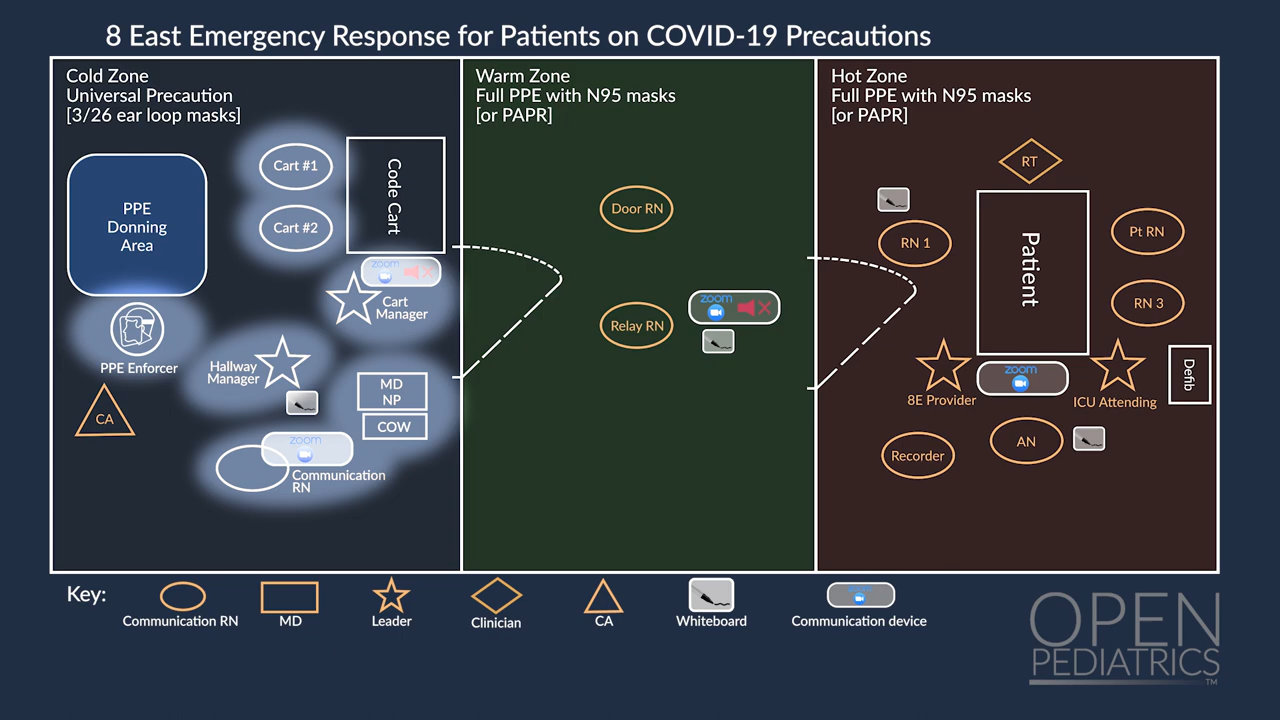 8 East Emergency Response for Patients on COVID-19 Precautions
Cold Zone
Universal Precaution
[3/26 ear loop masks]
PPE
Donning
Area
Cart #1
Cart #2
Code Cart
zoom
Cart
Manager
PPE Enforcer
Hallway
Manager
CA
MD
NP
COW
zoom
Communication
RN
Warm Zone
Full PPE with N95 masks
[or PAPR]
Door RN
Relay RN
zoom
Hot Zone
Full PPE with N95 masks
[or PAPR]
RT
RN 1
Patient
Pt RN
RN 3
8E Provider
zoom
ICU Attending
Defib
Recorder
AN
Key:
Communication RN
MD
Leader
Clinician
CA
Whiteboard
Communication device
OPEN
PEDIATRICS
TM